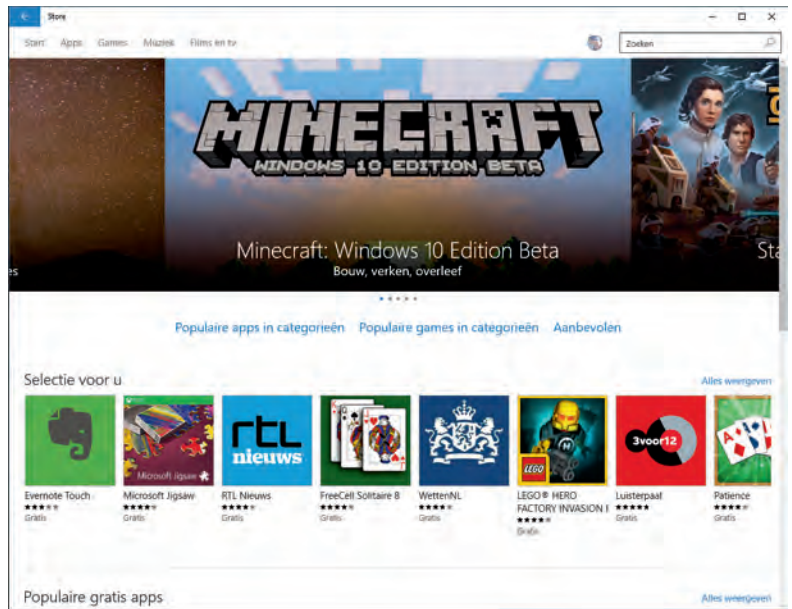 Store
Start Apps Games Muziek Films en tv
Zoeken
MINECRAFT
WINDOWS 10 EDITION BETA
Minecraft: Windows 10 Edition Beta
Bouw, verken, overleef
es
Sta
Populaire apps in categorieën Populaire games in categorieën Aanbevolen
Selectie voor u
Alles weergeven
Microsoft Jigsaw
rtl
nieuws
H
LEGO
3voor12
A
Evernote Touch
Gratis
Microsoft Jigsaw
Gratis
RTL Nieuws
Gratis
FreeCell Solitaire 8
Gratis
WettenNL
Gratis
LEGO® HERO
FACTORY INVASION
Gratis
Luisterpaal
Gratis
Patience
Gratis
Populaire gratis apps
Alles weergeven